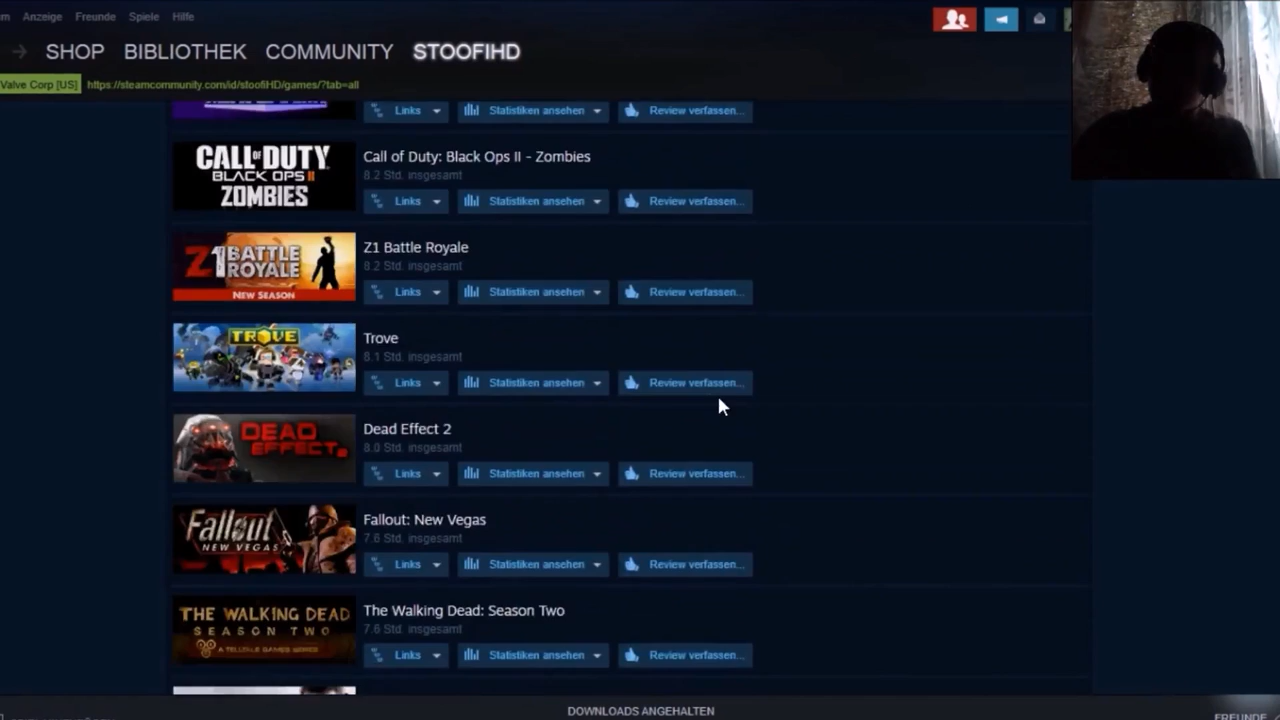 Anzeige Freunde Spiele Hilfe
SHOP BIBLIOTHEK COMMUNITY STOOFIHD
Valve Corp [US] https://steamcommunity.com/id/stoofiHD/games/?tab=all
Links Statistiken ansehen Review verfassen...
CALL OF DUTY
BLACK OPS II
ZOMBIES
Call of Duty: Black Ops II - Zombies
8.2 Std. insgesamt
Links Statistiken ansehen Review verfassen...
Z1 BATTLE
ROYALE
NEW SEASON
Z1 Battle Royale
8.2 Std. insgesamt
Links Statistiken ansehen Review verfassen...
TROVE
Trove
8.1 Std. insgesamt
Links Statistiken ansehen Review verfassen...
DEAD
EFFECT2
Dead Effect 2
8.0 Std. insgesamt
Links Statistiken ansehen Review verfassen...
Fallout
NEW VEGAS
Fallout: New Vegas
7.6 Std. insgesamt
Links Statistiken ansehen Review verfassen...
THE WALKING DEAD
SEASON TWO
A TELLTALE GAMES SERIES
The Walking Dead: Season Two
7.6 Std. insgesamt
Links Statistiken ansehen Review verfassen...
DOWNLOADS ANGEHALTEN
FREUNDE